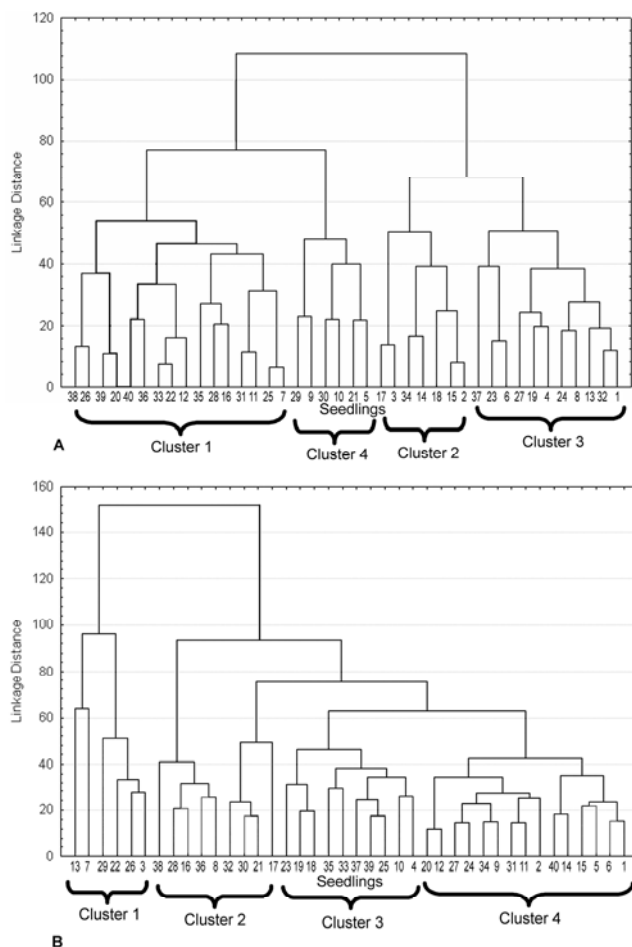 120
100
80
60
40
20
0
Linkage Distance
38 26 39 20 40 36 33 22 12 35 28 16 31 11 25 7 29 9 30 10 21 5 17 3 34 14 18 15 2 37 23 6 27 19 4 24 8 13 32 1
Seedlings
A
Cluster 1
Cluster 4
Cluster 2
Cluster 3
160
140
120
100
80
60
40
20
0
Linkage Distance
13 7 29 22 26 3 38 28 16 36 8 32 30 21 17 23 19 18 35 33 37 39 25 10 4 20 12 27 24 34 9 31 11 2 40 14 15 5 6 1
Seedlings
Cluster 1
Cluster 2
Cluster 3
Cluster 4
B